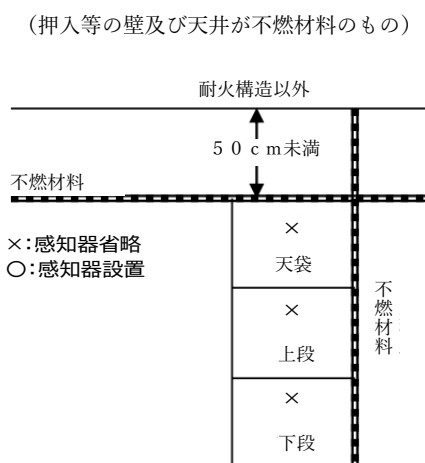 （押入等の壁及び天井が不燃材料のもの）
耐火構造以外
５０ｃｍ未満
不燃材料
×：感知器省略
○：感知器設置
×
天袋
×
上段
×
下段
不燃材料